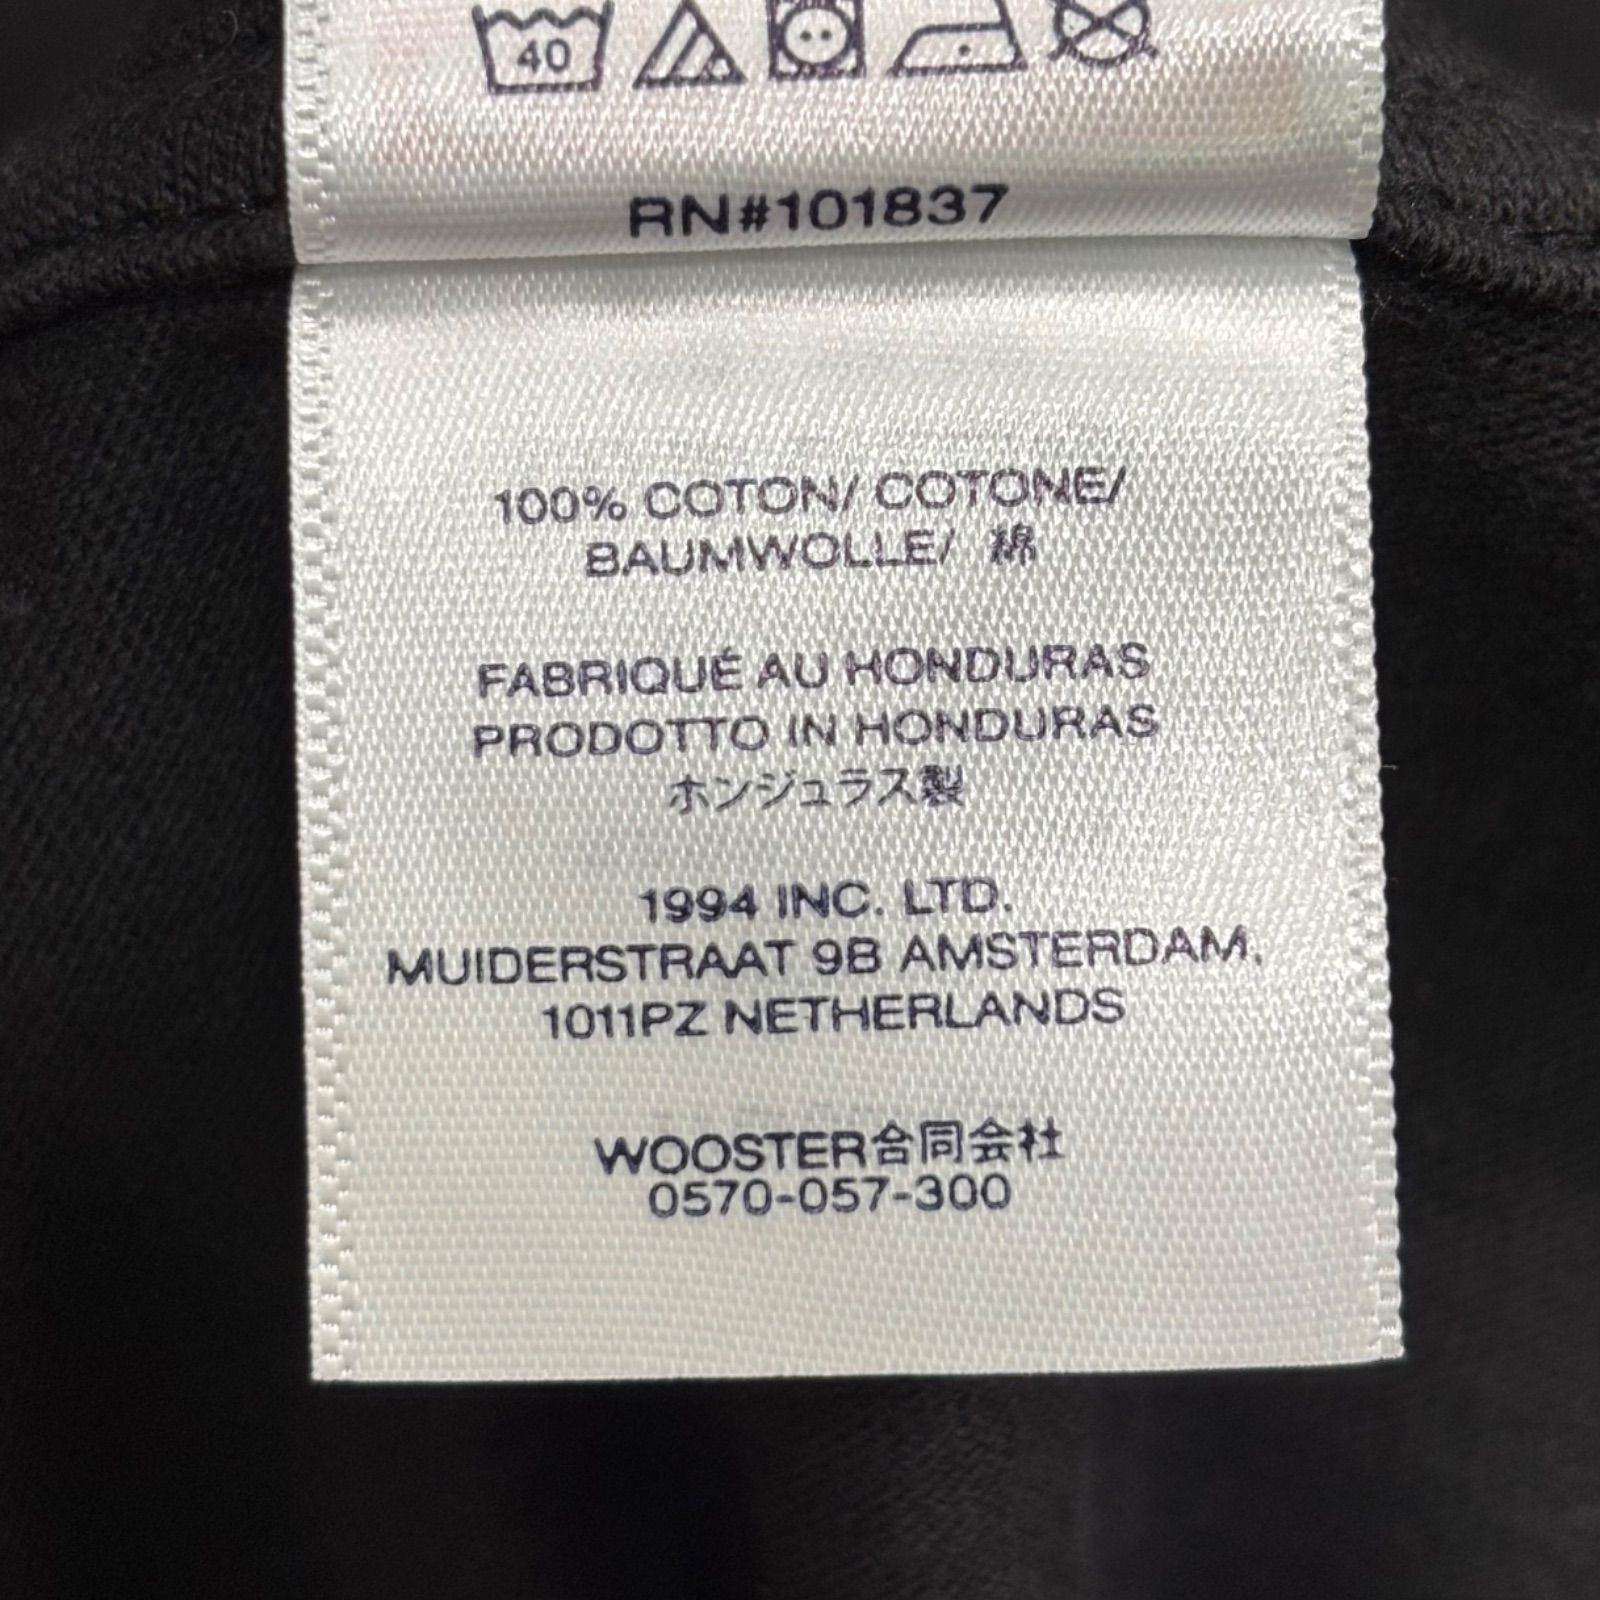 40
RN#101837
100% COTON/ COTONE/
BAUMWOLLE/ 綿
FABRIQUÉ AU HONDURAS
PRODOTTO IN HONDURAS
ホンジュラス製
1994 INC. LTD.
MUIDERSTRAAT 9B AMSTERDAM,
1011PZ NETHERLANDS
WOOSTER合同会社
0570-057-300